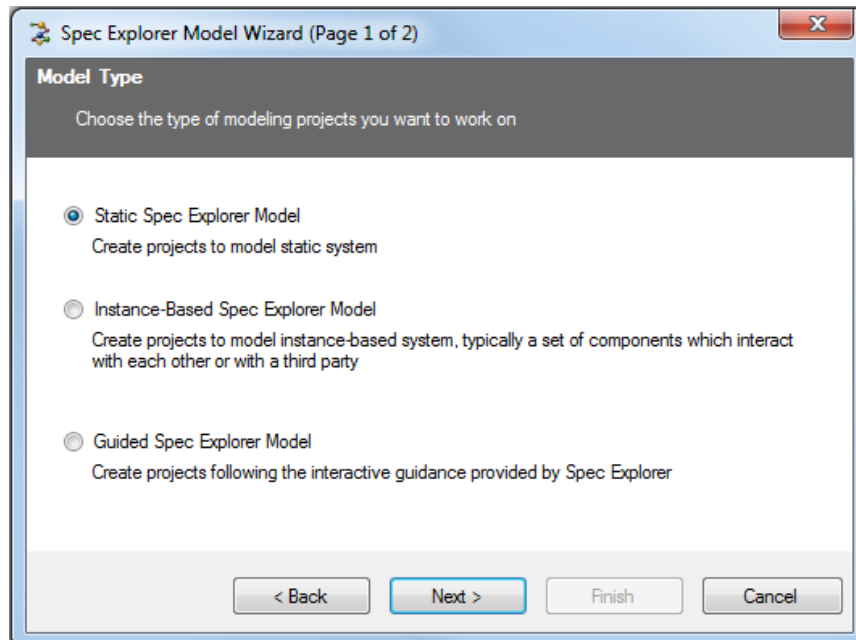 Spec Explorer Model Wizard (Page 1 of 2)
Model Type
Choose the type of modeling projects you want to work on
Static Spec Explorer Model
Create projects to model static system
Instance-Based Spec Explorer Model
Create projects to model instance-based system, typically a set of components which interact
with each other or with a third party
Guided Spec Explorer Model
Create projects following the interactive guidance provided by Spec Explorer
< Back Next > Finish Cancel